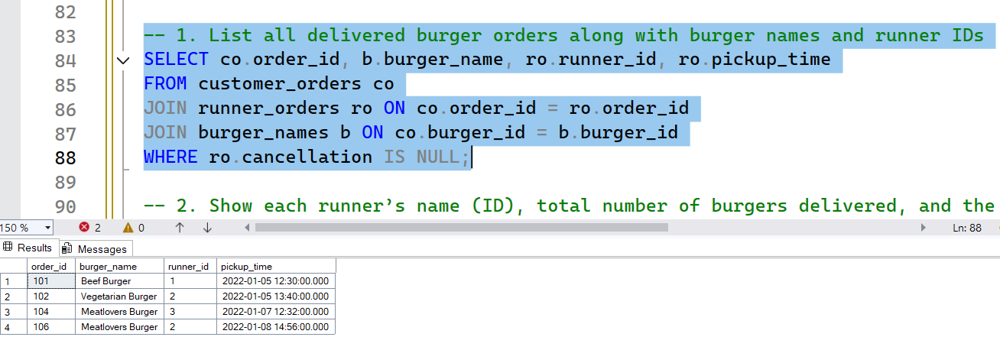 82
83 -- 1. List all delivered burger orders along with burger names and runner IDs
84 SELECT co.order_id, b.burger_name, ro.runner_id, ro.pickup_time
85 FROM customer_orders co
86 JOIN runner_orders ro ON co.order_id = ro.order_id
87 JOIN burger_names b ON co.burger_id = b.burger_id
88 WHERE ro.cancellation IS NULL;
89
90 -- 2. Show each runner’s name (ID), total number of burgers delivered, and the
150 % 2 0 Ln: 88
Results Messages
order_id burger_name runner_id pickup_time
1 101 Beef Burger 1 2022-01-05 12:30:00.000
2 102 Vegetarian Burger 2 2022-01-05 13:40:00.000
3 104 Meatlovers Burger 3 2022-01-07 12:32:00.000
4 106 Meatlovers Burger 2 2022-01-08 14:56:00.000